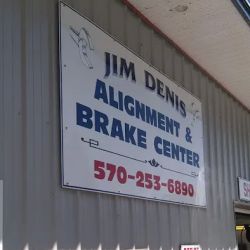 JIM DENIS
ALIGNMENT &
BRAKE CENTER
570-253-6890